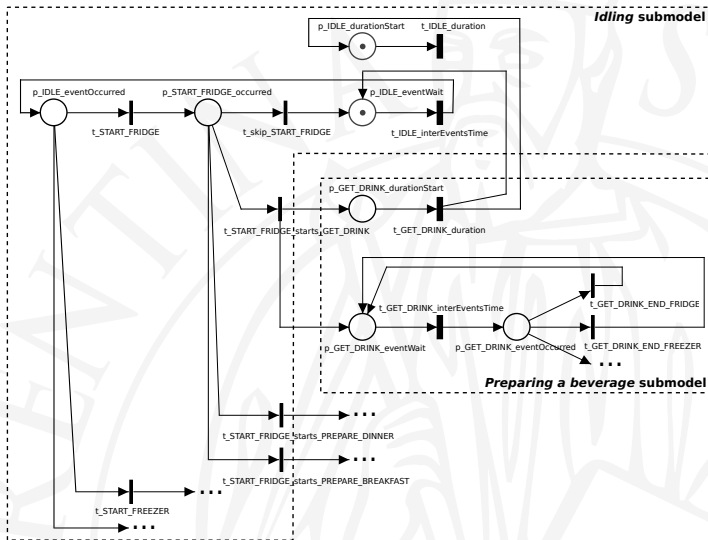 Idling submodel
p_IDLE_durationStart
t_IDLE_duration
p_IDLE_eventOccurred
p_START_FRIDGE_occurred
p_IDLE_eventWait
t_START_FRIDGE
t_skip_START_FRIDGE
t_IDLE_interEventsTime
p_GET_DRINK_durationStart
t_START_FRIDGE_starts_GET_DRINK
t_GET_DRINK_duration
t_GET_DRINK_interEventsTime
t_GET_DRINK_END_FRIDGE
p_GET_DRINK_eventWait
p_GET_DRINK_eventOccurred
t_GET_DRINK_END_FREEZER
...
Preparing a beverage submodel
...
t_START_FRIDGE_starts_PREPARE_DINNER
...
t_START_FRIDGE_starts_PREPARE_BREAKFAST
...
t_START_FREEZER
...